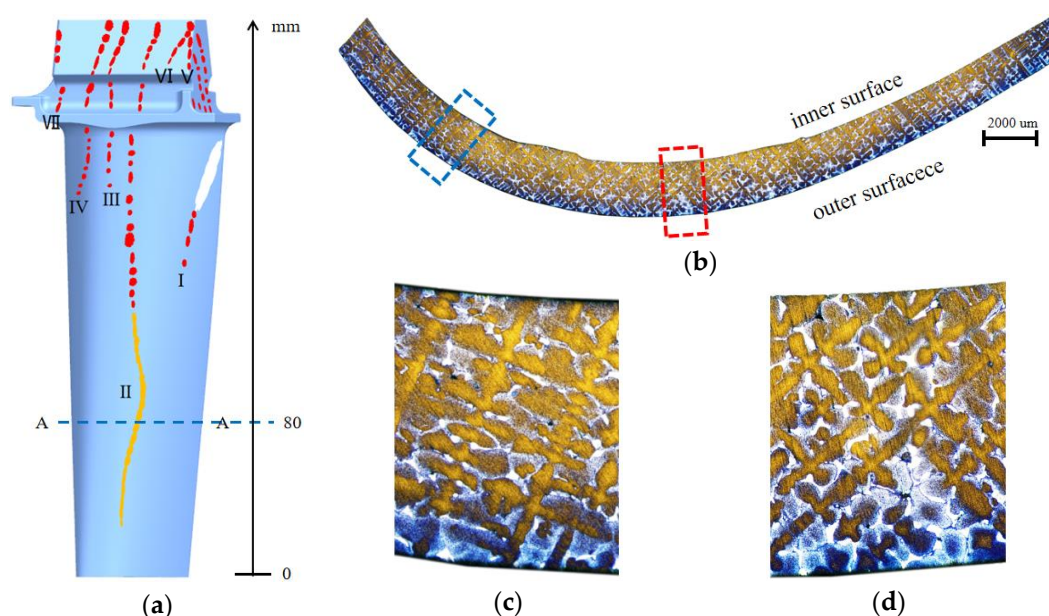 mm
VI V
VII
IV III
I
II
A A 80
0
(a)
inner surface
2000 um
outer surfacece
(b)
(c)
(d)